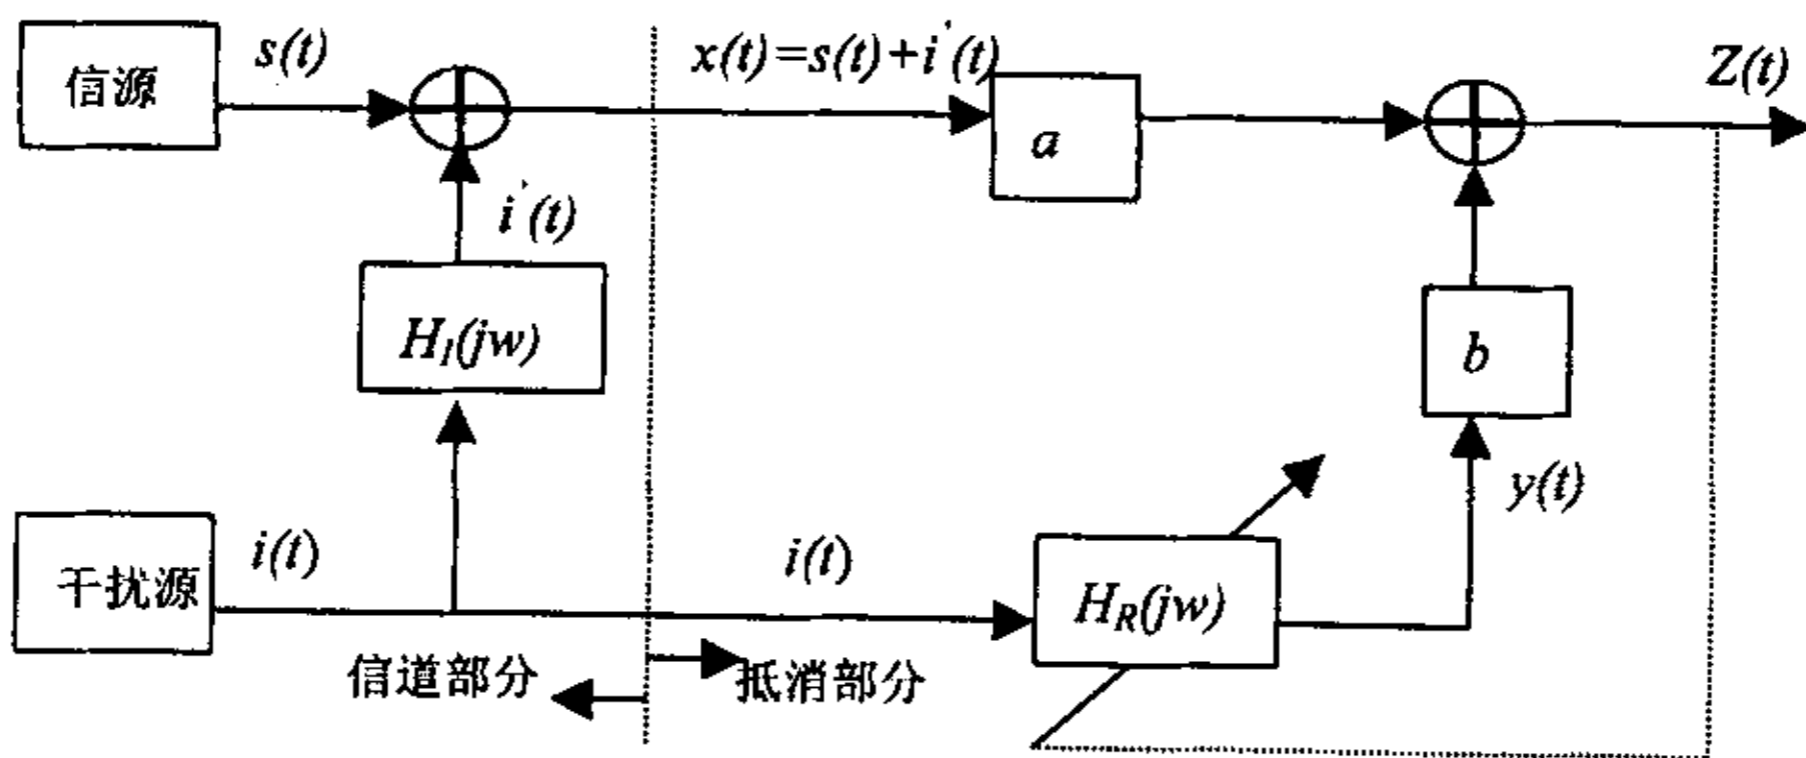 信源
s(t)
x(t)=s(t)+i'(t)
Z(t)
a
i'(t)
H_I(jw)
b
y(t)
干扰源
i(t)
i(t)
H_R(jw)
信道部分
抵消部分